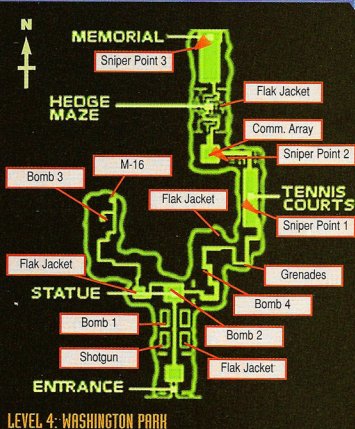 N
MEMORIAL
Sniper Point 3
Flak Jacket
HEDGE
MAZE
Comm. Array
M-16
Sniper Point 2
Bomb 3
Flak Jacket
TENNIS
COURTS
Sniper Point 1
Flak Jacket
Grenades
STATUE
Bomb 4
Bomb 1
Bomb 2
Shotgun
Flak Jacket
ENTRANCE
LEVEL 4: WASHINGTON PARK